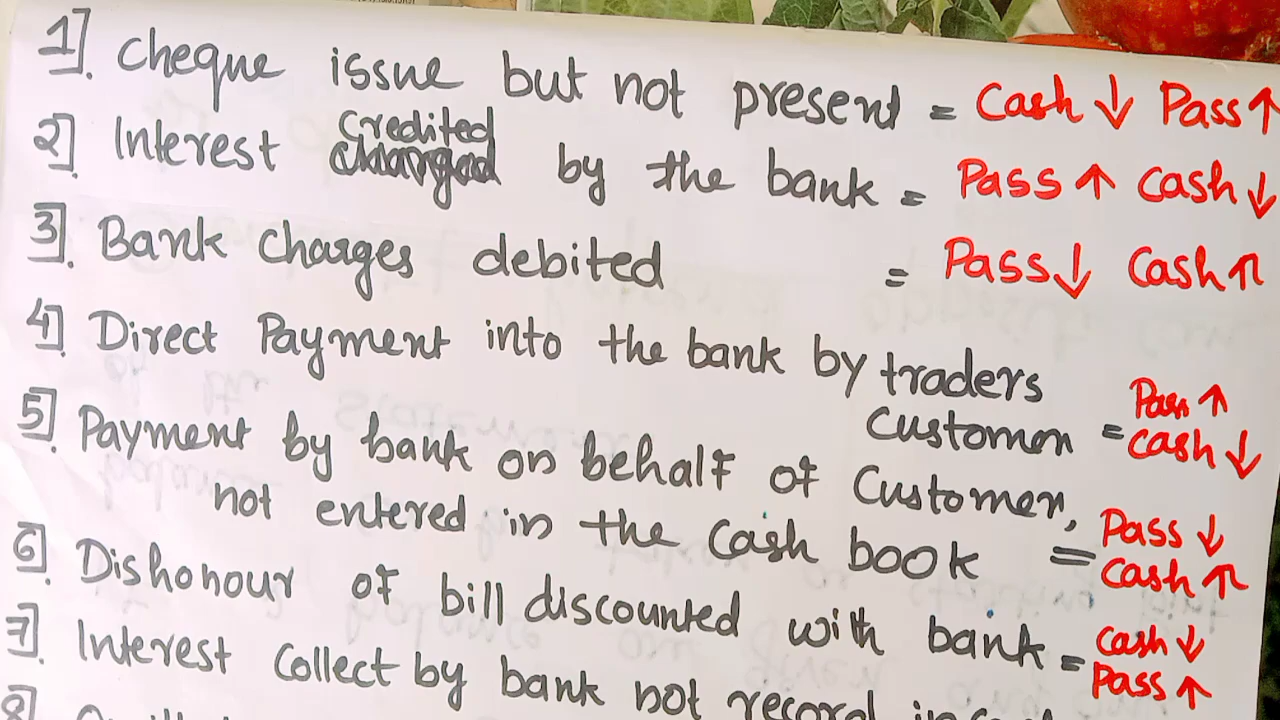 1]. Cheque issue but not present = Cash ↓ Pass ↑
2] Interest Credited by the bank = Pass ↑ Cash ↓
3]. Bank Charges debited = Pass ↓ Cash ↑
4] Direct Payment into the bank by traders
Customer = Pass ↑ Cash ↓
5]. Payment by bank on behalf of Customer,
not entered in the Cash book = Pass ↓ Cash ↑
6] Dishonour of bill discounted with bank = Cash ↓ Pass ↑
7]. Interest Collect by bank not record in
8]